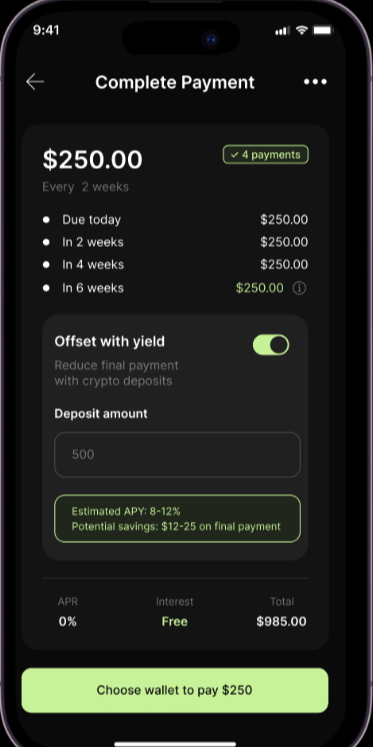 9:41
Complete Payment
$250.00
✓ 4 payments
Every 2 weeks
Due today $250.00
In 2 weeks $250.00
In 4 weeks $250.00
In 6 weeks $250.00
Offset with yield
Reduce final payment
with crypto deposits
Deposit amount
500
Estimated APY: 8-12%
Potential savings: $12-25 on final payment
APR Interest Total
0% Free $985.00
Choose wallet to pay $250